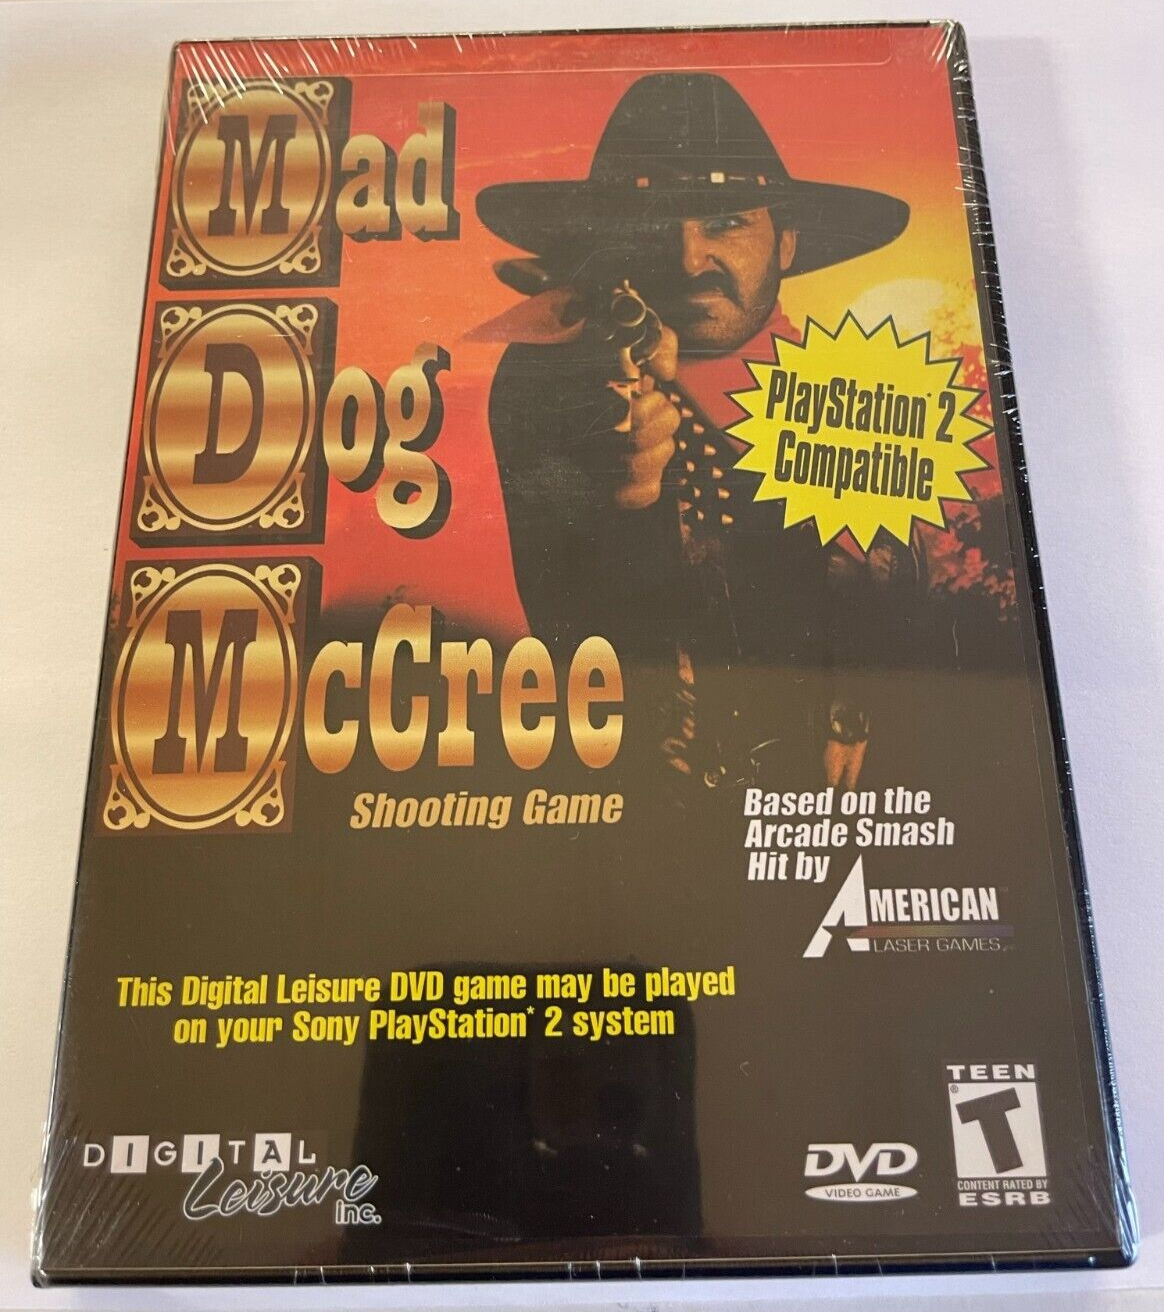 Mad
Dog
McCree
Shooting Game
PlayStation* 2
Compatible
Based on the
Arcade Smash
Hit by
AMERICAN
LASER GAMES
This Digital Leisure DVD game may be played
on your Sony PlayStation* 2 system
DIGITAL
Leisure
inc.
DVD
VIDEO GAME
TEEN
T
®
CONTENT RATED BY
ESRB